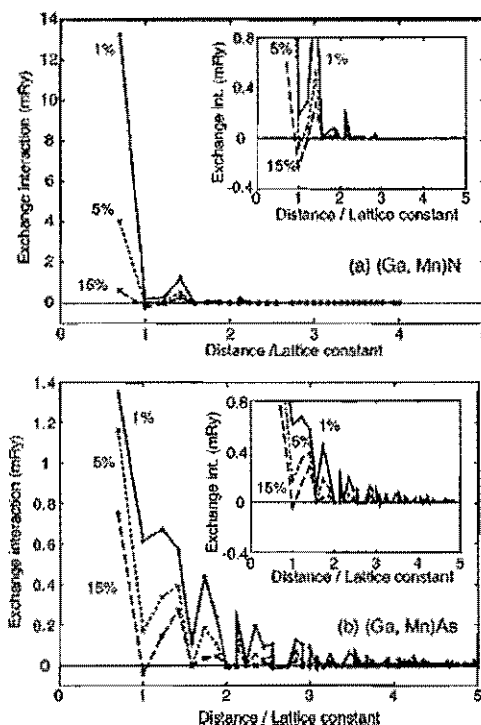 14
12
10
8
6
4
2
0
Exchange interaction (mRy)
1%
5%
15%
0.8
0.4
0
-0.4
Exchange int. (mRy)
5%
1%
15%
0 1 2 3 4 5
Distance / Lattice constant
(a) (Ga, Mn)N
0 1 2 3 4 5
Distance /Lattice constant
1.4
1.2
1
0.8
0.6
0.4
0.2
0
Exchange interaction (mRy)
1%
5%
15%
0.8
0.4
0
-0.4
Exchange int. (mRy)
1%
5%
15%
0 1 2 3 4 5
Distance / Lattice constant
(b) (Ga, Mn)As
0 1 2 3 4 5
Distance / Lattice constant